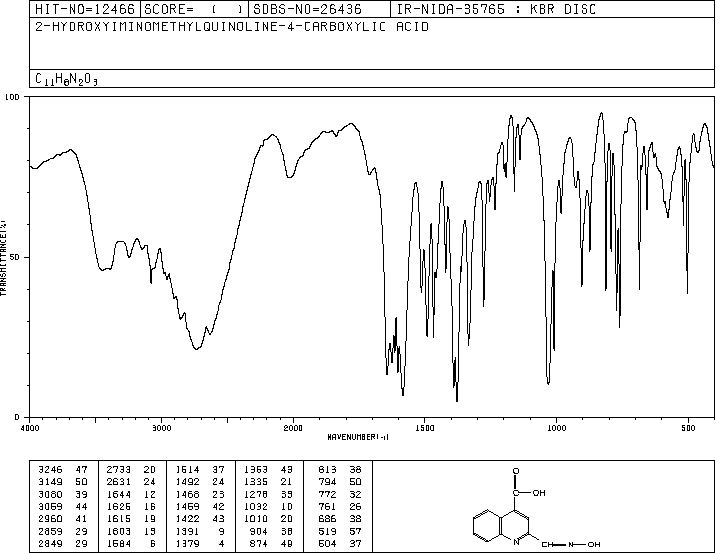 HIT-NO=12466 SCORE= ( ) SDBS-NO=26436 IR-NIDA-35765 : KBR DISC
2-HYDROXYIMINOMETHYLQUINOLINE-4-CARBOXYLIC ACID
C11H8N2O3
100
TRANSMITTANCE(%)
50
0
4000 3000 2000 1500 1000 500
WAVENUMBER(-1)
3246 47 2733 20 1514 37 1363 43 813 38
3149 50 2631 24 1492 24 1335 21 794 50
3080 39 1644 12 1468 23 1278 33 772 32
3059 44 1626 16 1459 42 1032 10 761 26
2960 41 1615 19 1422 43 1010 20 686 38
2859 29 1603 13 1391 9 904 38 519 57
2849 29 1584 6 1379 4 874 49 504 37
O
C OH
N CH N OH